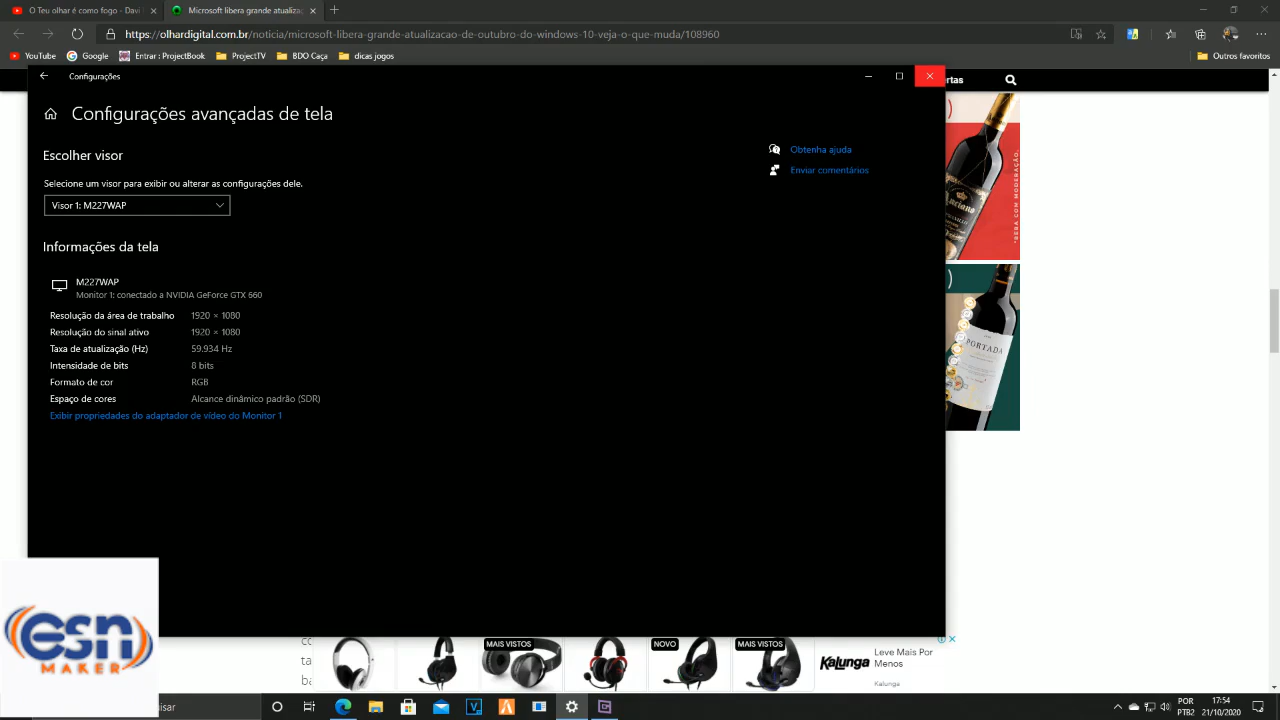 O Teu olhar é como fogo - Davi
Microsoft libera grande atualizaç
https://olhardigital.com.br/noticia/microsoft-libera-grande-atualizacao-de-outubro-do-windows-10-veja-o-que-muda/108960
YouTube
Google
Entrar : ProjectBook
ProjectTV
BDO Caça
dicas jogos
Outros favoritos
Configurações
rtas
Configurações avançadas de tela
Escolher visor
Obtenha ajuda
Enviar comentários
Selecione um visor para exibir ou alterar as configurações dele.
Visor 1: M227WAP
Informações da tela
M227WAP
Monitor 1: conectado a NVIDIA GeForce GTX 660
Resolução da área de trabalho 1920 × 1080
Resolução do sinal ativo 1920 × 1080
Taxa de atualização (Hz) 59.934 Hz
Intensidade de bits 8 bits
Formato de cor RGB
Espaço de cores Alcance dinâmico padrão (SDR)
Exibir propriedades do adaptador de vídeo do Monitor 1
"BEBA COM MODERAÇÃO."
PORTADA
esn
MAKER
MAIS VISTOS
NOVO
MAIS VISTOS
Kalunga
Leve Mais Por
Menos
Kalunga
sar
POR
PTB2
17:54
21/10/2020